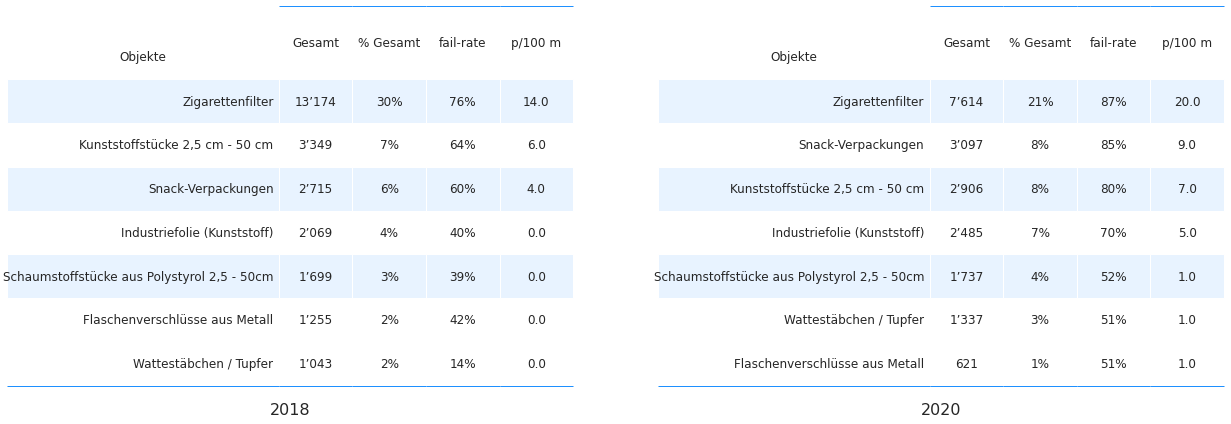 Objekte Gesamt % Gesamt fail-rate p/100 m
Zigarettenfilter 13’174 30% 76% 14.0
Kunststoffstücke 2,5 cm - 50 cm 3’349 7% 64% 6.0
Snack-Verpackungen 2’715 6% 60% 4.0
Industriefolie (Kunststoff) 2’069 4% 40% 0.0
Schaumstoffstücke aus Polystyrol 2,5 - 50cm 1’699 3% 39% 0.0
Flaschenverschlüsse aus Metall 1’255 2% 42% 0.0
Wattestäbchen / Tupfer 1’043 2% 14% 0.0
2018
Objekte Gesamt % Gesamt fail-rate p/100 m
Zigarettenfilter 7’614 21% 87% 20.0
Snack-Verpackungen 3’097 8% 85% 9.0
Kunststoffstücke 2,5 cm - 50 cm 2’906 8% 80% 7.0
Industriefolie (Kunststoff) 2’485 7% 70% 5.0
Schaumstoffstücke aus Polystyrol 2,5 - 50cm 1’737 4% 52% 1.0
Wattestäbchen / Tupfer 1’337 3% 51% 1.0
Flaschenverschlüsse aus Metall 621 1% 51% 1.0
2020